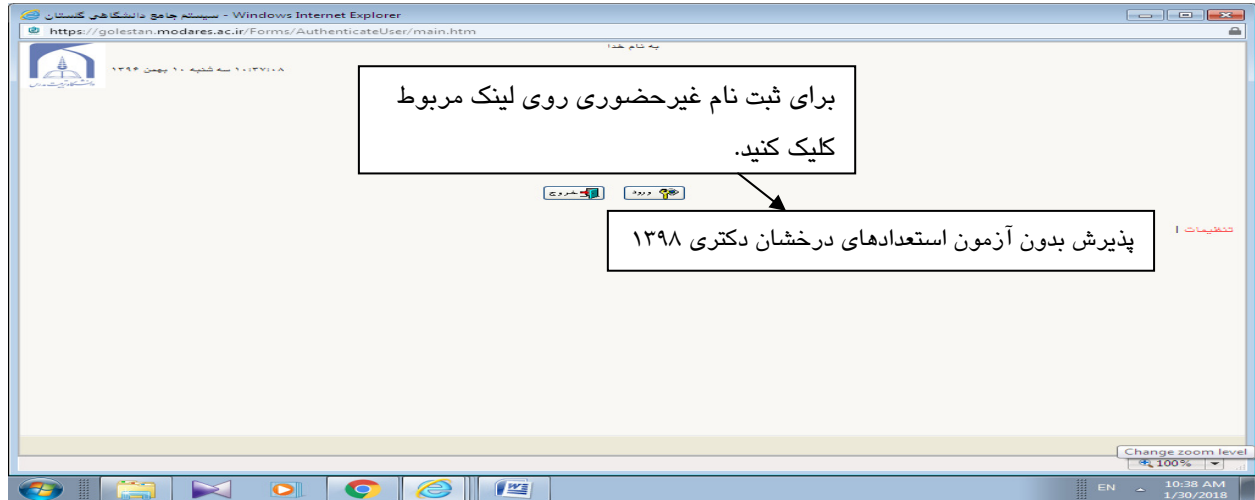 سیستم جامع دانشگاهی گلستان - Windows Internet Explorer
https://golestan.modares.ac.ir/Forms/AuthenticateUser/main.htm
به نام خدا
۱۰:۳۷:۰۸ سه شنبه ۱۰ بهمن ۱۳۹۶
دانشگاه تربیت مدرس
برای ثبت نام غیرحضوری روی لینک مربوط
کلیک کنید.
ورود
خروج
تنظیمات |
پذیرش بدون آزمون استعدادهای درخشان دکتری ۱۳۹۸
Change zoom level
100%
EN
10:38 AM
1/30/2018